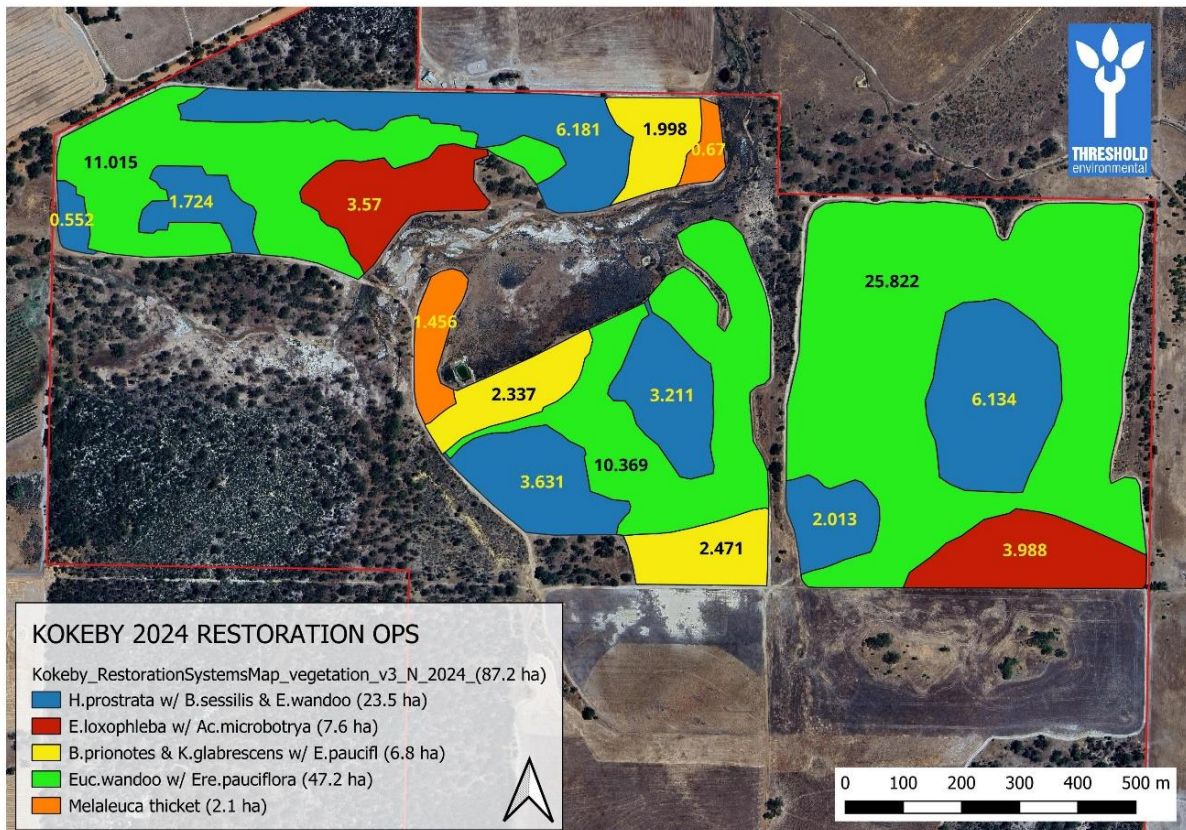 THRESHOLD
environmental
6.181
1.998
0.67
11.015
1.724
0.552
3.57
25.822
1.456
2.337
3.211
6.134
10.369
3.631
2.013
2.471
3.988
KOKEBY 2024 RESTORATION OPS
Kokeby_RestorationSystemsMap_vegetation_v3_N_2024_(87.2 ha)
H.prostrata w/ B.sessilis & E.wandoo (23.5 ha)
E.loxophleba w/ Ac.microbotrya (7.6 ha)
B.prionotes & K.glabrescens w/ E.paucifl (6.8 ha)
Euc.wandoo w/ Ere.pauciflora (47.2 ha)
Melaleuca thicket (2.1 ha)
0 100 200 300 400 500 m